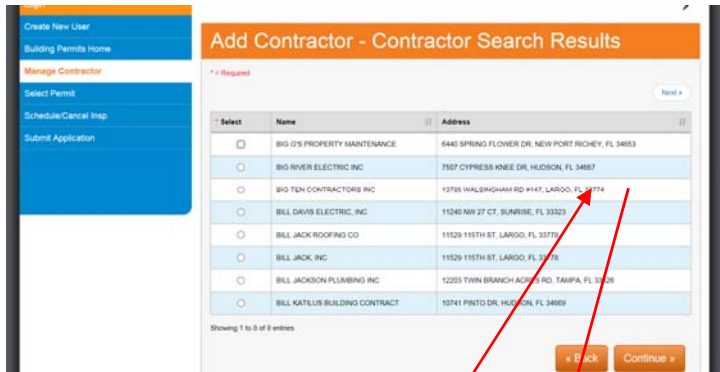 Login
Create New User
Building Permits Home
Manage Contractor
Select Permit
Schedule/Cancel Insp.
Submit Application
Add Contractor - Contractor Search Results
* = Required
Next »
* Select Name Address
BIG O'S PROPERTY MAINTENANCE 6440 SPRING FLOWER DR, NEW PORT RICHEY, FL 34653
BIG RIVER ELECTRIC INC 7507 CYPRESS KNEE DR, HUDSON, FL 34667
BIG TEN CONTRACTORS INC 13795 WALSINGHAM RD #147, LARGO, FL 33774
BILL DAVIS ELECTRIC, INC 11240 NW 27 CT, SUNRISE, FL 33323
BILL JACK ROOFING CO 11529 115TH ST, LARGO, FL 33778
BILL JACK, INC 11529 115TH ST, LARGO, FL 33778
BILL JACKSON PLUMBING INC 12203 TWIN BRANCH ACRES RD, TAMPA, FL
BILL KATILUS BUILDING CONTRACT 10741 PINTO DR, HUDSON, FL 34669
Showing 1 to 8 of 8 entries
« Back Continue »